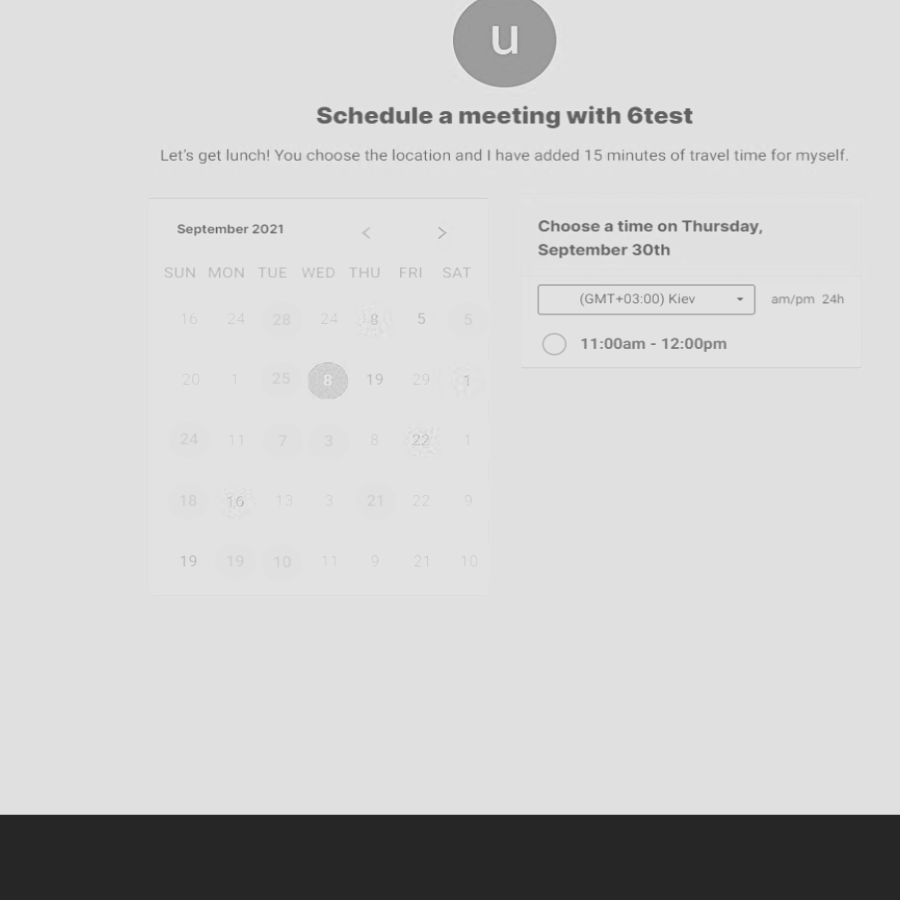 u
Schedule a meeting with 6test
Let's get lunch! You choose the location and I have added 15 minutes of travel time for myself.
September 2021 < >
SUN MON TUE WED THU FRI SAT
16 24 28 24 8 5 5
20 1 25 8 19 29 1
24 11 7 3 8 22 1
18 16 13 3 21 22 9
19 19 10 11 9 21 10
Choose a time on Thursday,
September 30th
(GMT+03:00) Kiev am/pm 24h
11:00am - 12:00pm